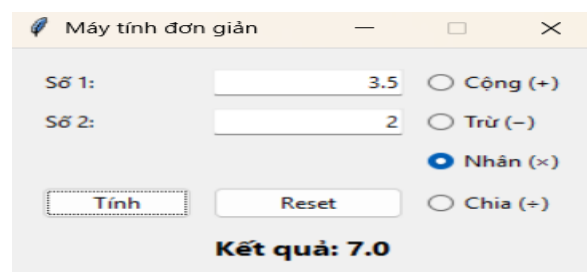 Máy tính đơn giản
Số 1: 3.5 Cộng (+)
Số 2: 2 Trừ (−)
Nhân (×)
Tính Reset Chia (÷)
Kết quả: 7.0